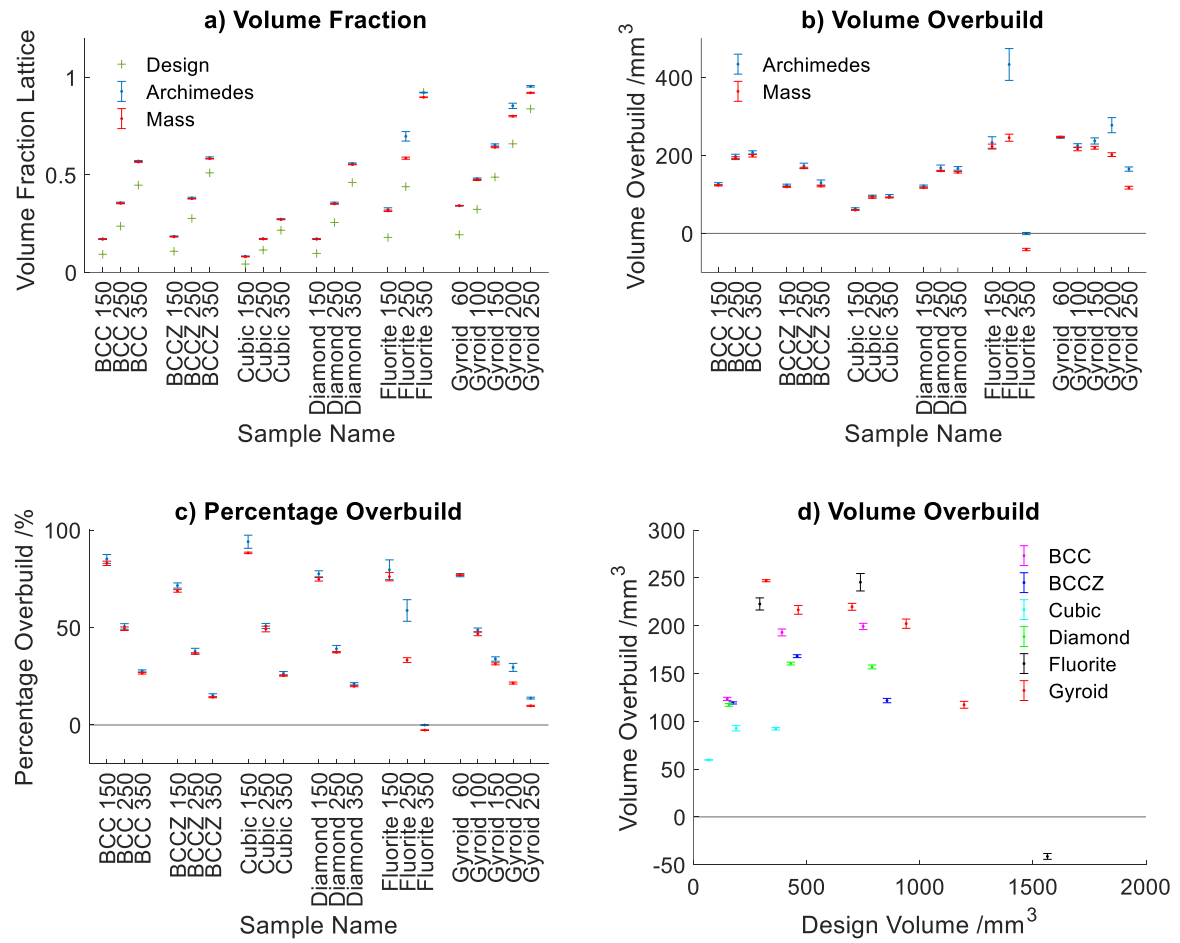 a) Volume Fraction
Volume Fraction Lattice
1
0.5
0
Design
Archimedes
Mass
BCC 150
BCC 250
BCC 350
BCCZ 150
BCCZ 250
BCCZ 350
Cubic 150
Cubic 250
Cubic 350
Diamond 150
Diamond 250
Diamond 350
Fluorite 150
Fluorite 250
Fluorite 350
Gyroid 60
Gyroid 100
Gyroid 150
Gyroid 200
Gyroid 250
Sample Name
b) Volume Overbuild
Volume Overbuild /mm³
400
200
0
Archimedes
Mass
BCC 150
BCC 250
BCC 350
BCCZ 150
BCCZ 250
BCCZ 350
Cubic 150
Cubic 250
Cubic 350
Diamond 150
Diamond 250
Diamond 350
Fluorite 150
Fluorite 250
Fluorite 350
Gyroid 60
Gyroid 100
Gyroid 150
Gyroid 200
Gyroid 250
Sample Name
c) Percentage Overbuild
Percentage Overbuild /%
100
50
0
BCC 150
BCC 250
BCC 350
BCCZ 150
BCCZ 250
BCCZ 350
Cubic 150
Cubic 250
Cubic 350
Diamond 150
Diamond 250
Diamond 350
Fluorite 150
Fluorite 250
Fluorite 350
Gyroid 60
Gyroid 100
Gyroid 150
Gyroid 200
Gyroid 250
Sample Name
d) Volume Overbuild
Volume Overbuild /mm³
300
250
200
150
100
50
0
-50
BCC
BCCZ
Cubic
Diamond
Fluorite
Gyroid
0 500 1000 1500 2000
Design Volume /mm³